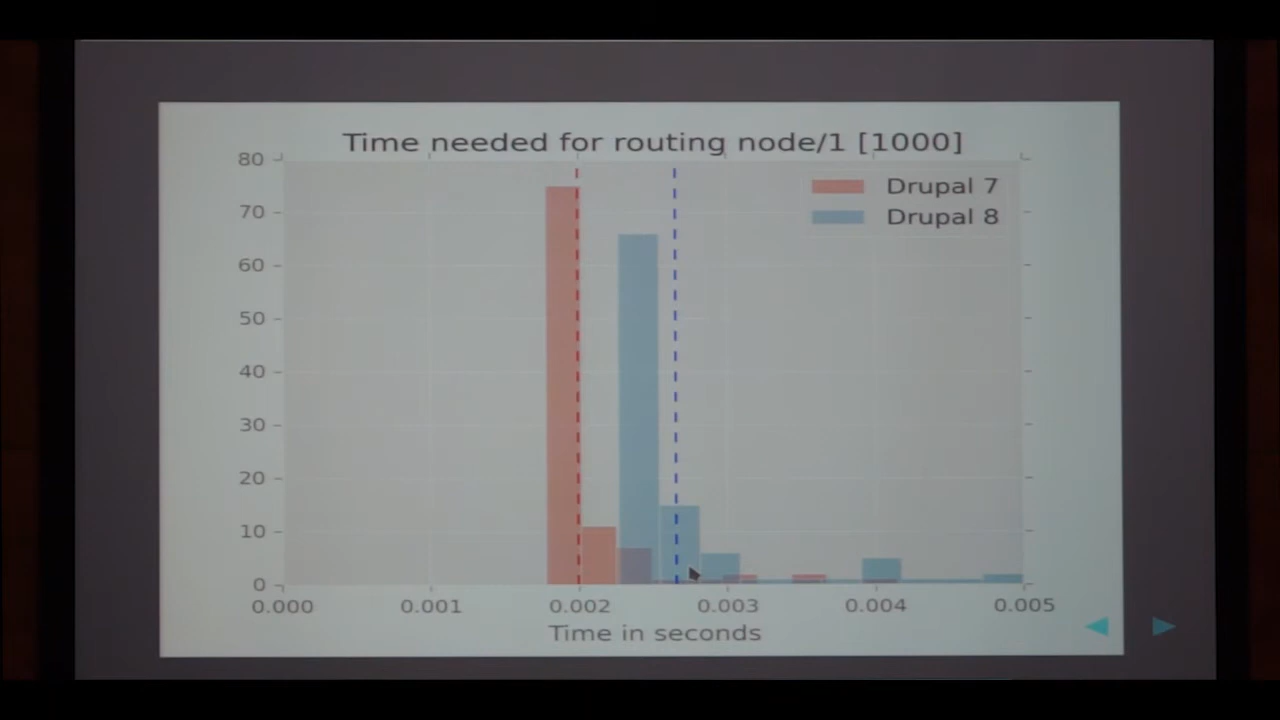 Time needed for routing node/1 [1000]
80
70
60
50
40
30
20
10
0
Drupal 7
Drupal 8
0.000 0.001 0.002 0.003 0.004 0.005
Time in seconds